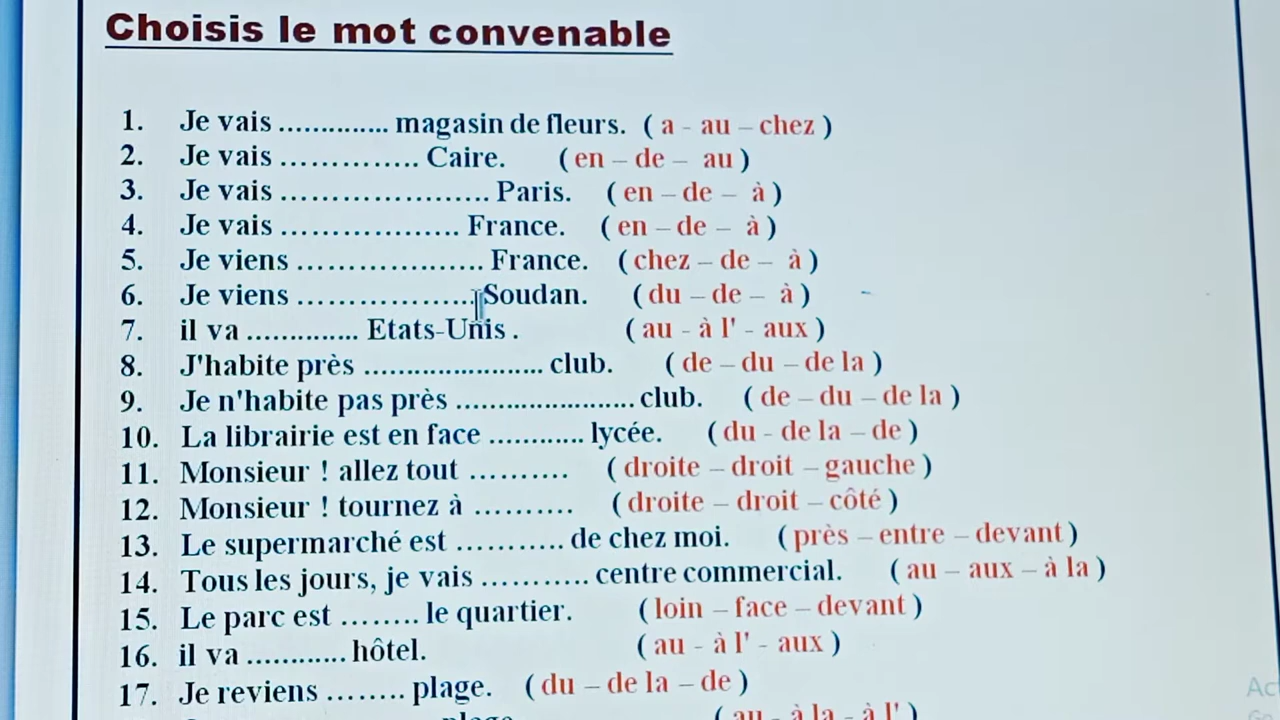 Choisis le mot convenable
1. Je vais .............. magasin de fleurs. ( a - au – chez )
2. Je vais ................ Caire. ( en – de – au )
3. Je vais ........................ Paris. ( en – de – à )
4. Je vais ..................... France. ( en – de – à )
5. Je viens ...................... France. ( chez – de – à )
6. Je viens ..................... Soudan. ( du – de – à )
7. il va ............. Etats-Unis . ( au - à l' - aux )
8. J'habite près ..................... club. ( de – du – de la )
9. Je n'habite pas près ..................... club. ( de – du – de la )
10. La librairie est en face ............ lycée. ( du - de la – de )
11. Monsieur ! allez tout .......... ( droite – droit – gauche )
12. Monsieur ! tournez à .......... ( droite – droit – côté )
13. Le supermarché est ........... de chez moi. ( près – entre – devant )
14. Tous les jours, je vais ........... centre commercial. ( au – aux – à la )
15. Le parc est ........ le quartier. ( loin – face – devant )
16. il va ............ hôtel. ( au - à l' - aux )
17. Je reviens ........ plage. ( du – de la – de )
plage ( au - à la - à l' )